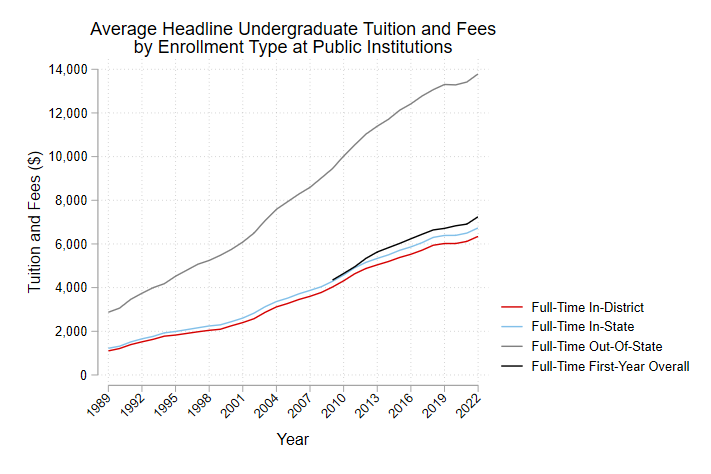 Average Headline Undergraduate Tuition and Fees
by Enrollment Type at Public Institutions
Tuition and Fees ($)
14,000
12,000
10,000
8,000
6,000
4,000
2,000
0
1989
1992
1995
1998
2001
2004
2007
2010
2013
2016
2019
2022
Year
Full-Time In-District
Full-Time In-State
Full-Time Out-Of-State
Full-Time First-Year Overall